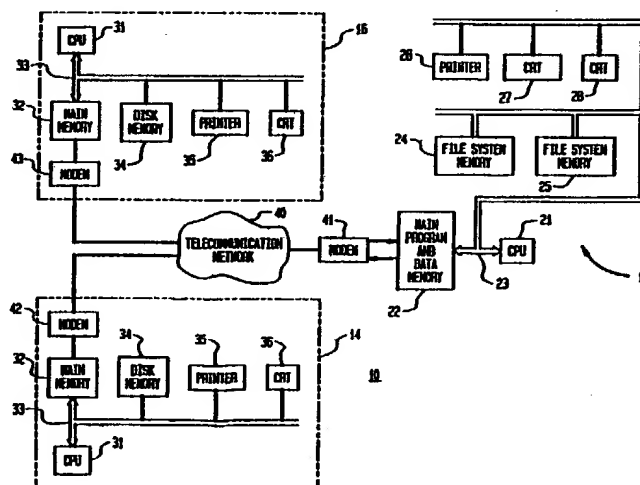 31
CPU
16
33
32
MAIN
MEMORY
DISK
MEMORY
34
PRINTER
35
CRT
36
43
MODEM
PRINTER
26
CRT
27
CRT
28
24
FILE SYSTEM
MEMORY
FILE SYSTEM
MEMORY
25
40
TELECOMMUNICATION
NETWORK
41
MODEM
MAIN
PROGRAM
AND
DATA
MEMORY
22
21
CPU
23
42
MODEM
14
32
MAIN
MEMORY
34
DISK
MEMORY
35
PRINTER
36
CRT
10
33
CPU
31